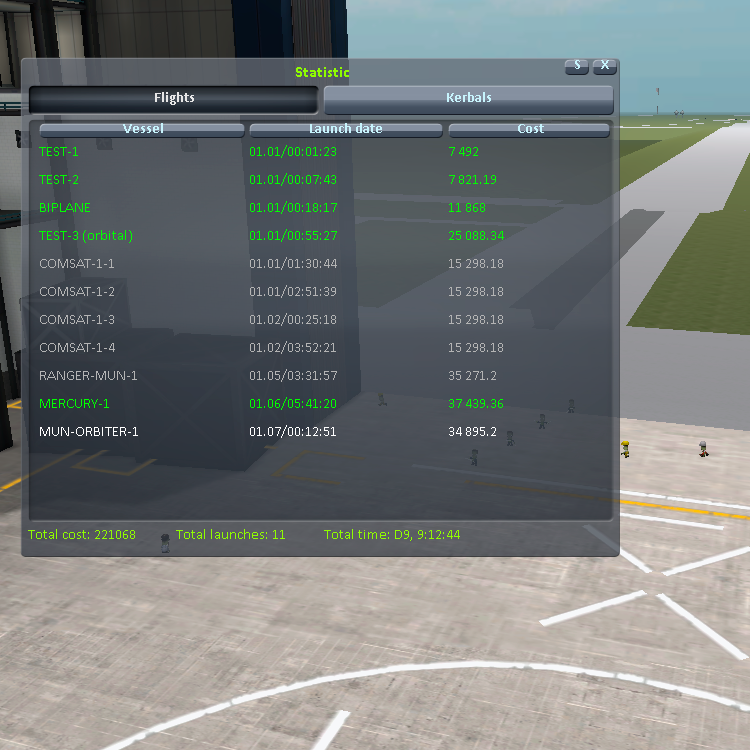 Statistic
S X
Flights Kerbals
Vessel Launch date Cost
TEST-1 01.01/00:01:23 7 492
TEST-2 01.01/00:07:43 7 821.19
BIPLANE 01.01/00:18:17 11 868
TEST-3 (orbital) 01.01/00:55:27 25 088.34
COMSAT-1-1 01.01/01:30:44 15 298.18
COMSAT-1-2 01.01/02:51:39 15 298.18
COMSAT-1-3 01.02/00:25:18 15 298.18
COMSAT-1-4 01.02/03:52:21 15 298.18
RANGER-MUN-1 01.05/03:31:57 35 271.2
MERCURY-1 01.06/05:41:20 37 439.36
MUN-ORBITER-1 01.07/00:12:51 34 895.2
Total cost: 221068 Total launches: 11 Total time: D9, 9:12:44